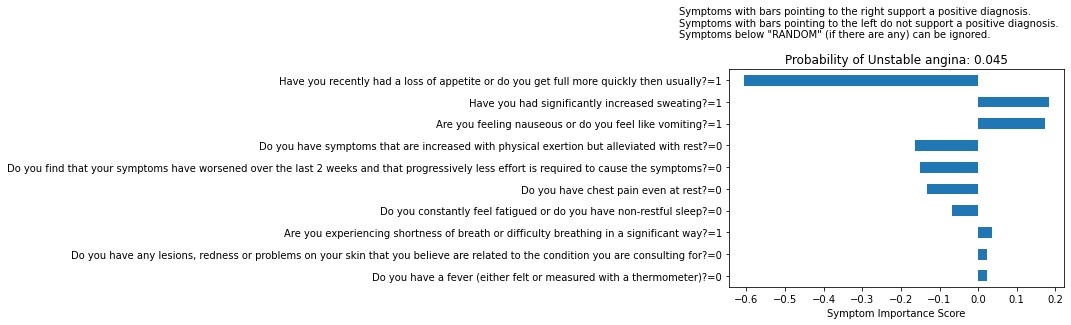 Symptoms with bars pointing to the right support a positive diagnosis.
Symptoms with bars pointing to the left do not support a positive diagnosis.
Symptoms below "RANDOM" (if there are any) can be ignored.
Probability of Unstable angina: 0.045
Have you recently had a loss of appetite or do you get full more quickly then usually?=1
Have you had significantly increased sweating?=1
Are you feeling nauseous or do you feel like vomiting?=1
Do you have symptoms that are increased with physical exertion but alleviated with rest?=0
Do you find that your symptoms have worsened over the last 2 weeks and that progressively less effort is required to cause the symptoms?=0
Do you have chest pain even at rest?=0
Do you constantly feel fatigued or do you have non-restful sleep?=0
Are you experiencing shortness of breath or difficulty breathing in a significant way?=1
Do you have any lesions, redness or problems on your skin that you believe are related to the condition you are consulting for?=0
Do you have a fever (either felt or measured with a thermometer)?=0
−0.6 −0.5 −0.4 −0.3 −0.2 −0.1 0.0 0.1 0.2
Symptom Importance Score